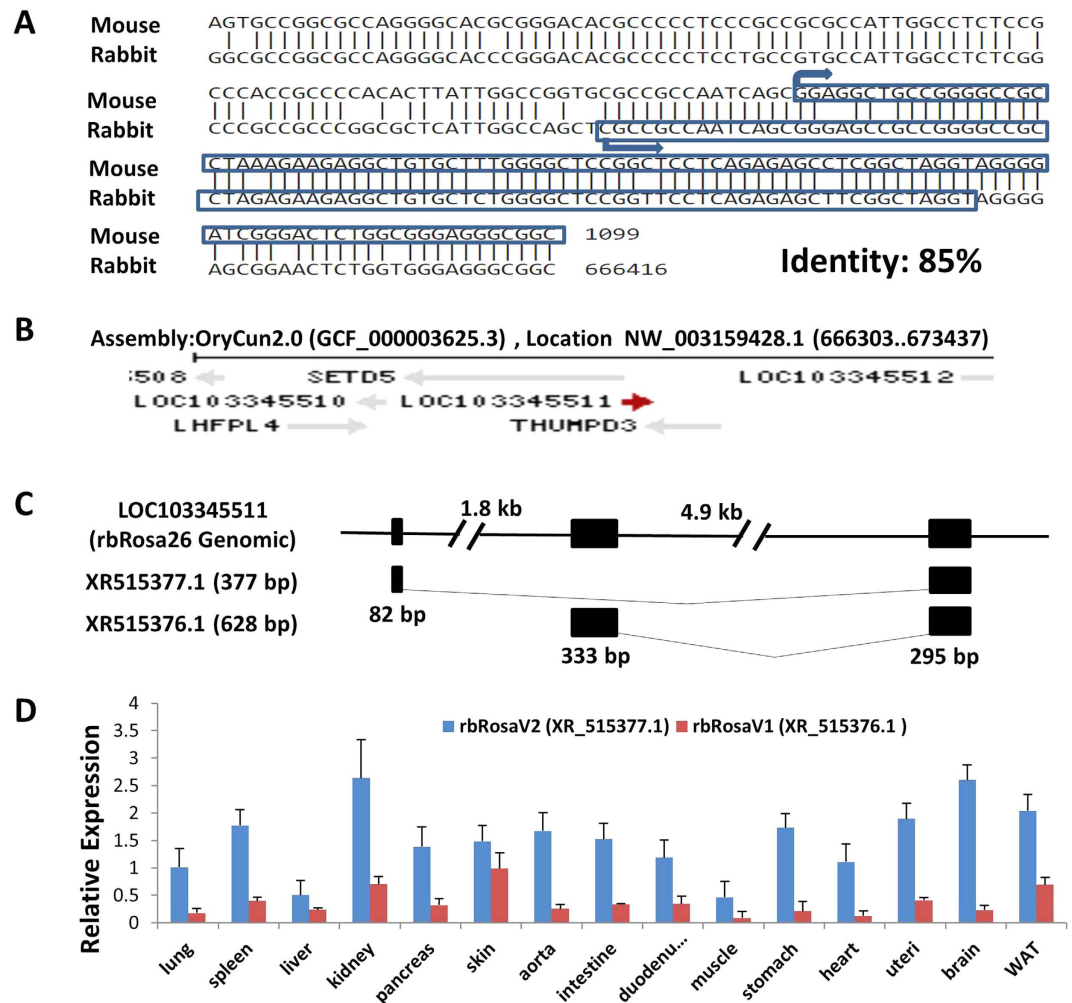 A
Mouse AGTGCCGGCGCCAGGGGCACGCGGGACACGCCCCCTCCCGCCGCGCCATTGGCCTCTCCG
Rabbit GGCGCCGGCGCCAGGGGCACCCGGGACACGCCCCCTCCTGCCGTGCCATTGGCCTCTCGG
Mouse CCCACCGCCCCACACTTATTGGCCGGTGCGCCGCCAATCAGCGGAGGCTGCCGGGGCCGC
Rabbit CCCGCCGCCCGGCGCTCATTGGCCAGCTCGCCGCCAATCAGCGGGAGCCGCCGGGGCCGC
Mouse CTAAAGAAGAGGCTGTGCTTTGGGGCTCCGGCTCCTCAGAGAGCCTCGGCTAGGTAGGGG
Rabbit CTAGAGAAGAGGCTGTGCTCTGGGGCTCCGGTTCCTCAGAGAGCTTCGGCTAGGTAGGGG
Mouse ATCGGGACTCTGGCGGGAGGGCGGC 1099
Rabbit AGCGGAACTCTGGTGGGAGGGCGGC 666416
Identity: 85%
B
Assembly:OryCun2.0 (GCF_000003625.3) , Location NW_003159428.1 (666303..673437)
5508 SETD5 LOC103345512
LOC103345510 LOC103345511
LHFPL4 THUMPD3
C
LOC103345511
(rbRosa26 Genomic)
1.8 kb 4.9 kb
XR515377.1 (377 bp)
82 bp
XR515376.1 (628 bp)
333 bp 295 bp
D
Relative Expression
4
3.5
3
2.5
2
1.5
1
0.5
0
rbRosaV2 (XR_515377.1) rbRosaV1 (XR_515376.1 )
lung spleen liver kidney pancreas skin aorta intestine duodenu... muscle stomach heart uteri brain WAT